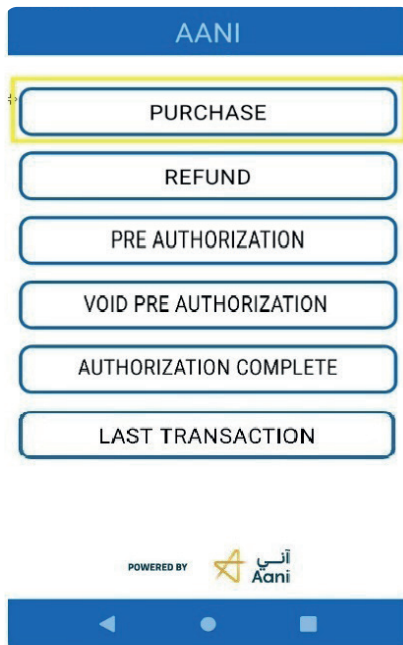 AANI
PURCHASE
REFUND
PRE AUTHORIZATION
VOID PRE AUTHORIZATION
AUTHORIZATION COMPLETE
LAST TRANSACTION
POWERED BY
آني
Aani